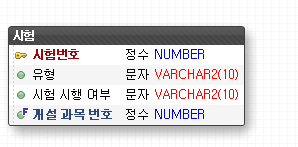 시험
시험번호 정수 NUMBER
유형 문자 VARCHAR2(10)
시험 시행 여부 문자 VARCHAR2(10)
F 개설 과목 번호 정수 NUMBER